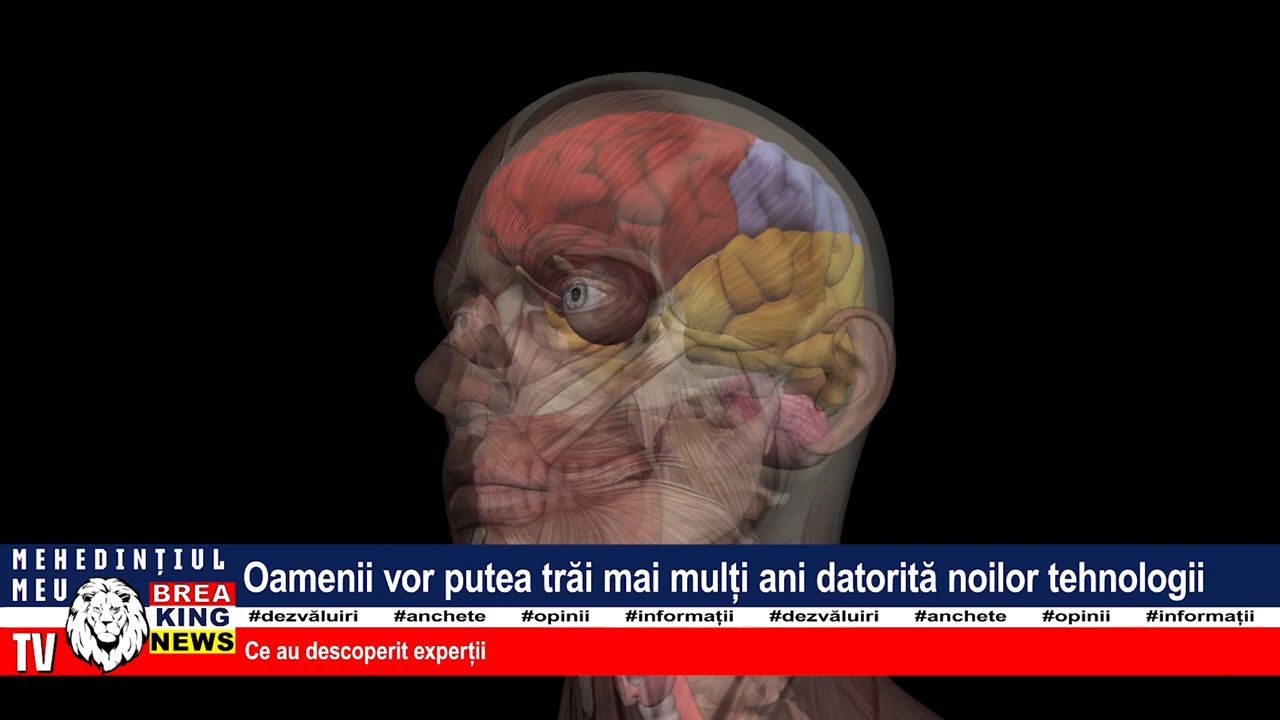 MEHEDINȚIUL
MEU
TV
BREA
KING
NEWS
Oamenii vor putea trăi mai mulți ani datorită noilor tehnologii
#dezvăluiri #anchete #opinii #informații #dezvăluiri #anchete #opinii #informații
Ce au descoperit experții